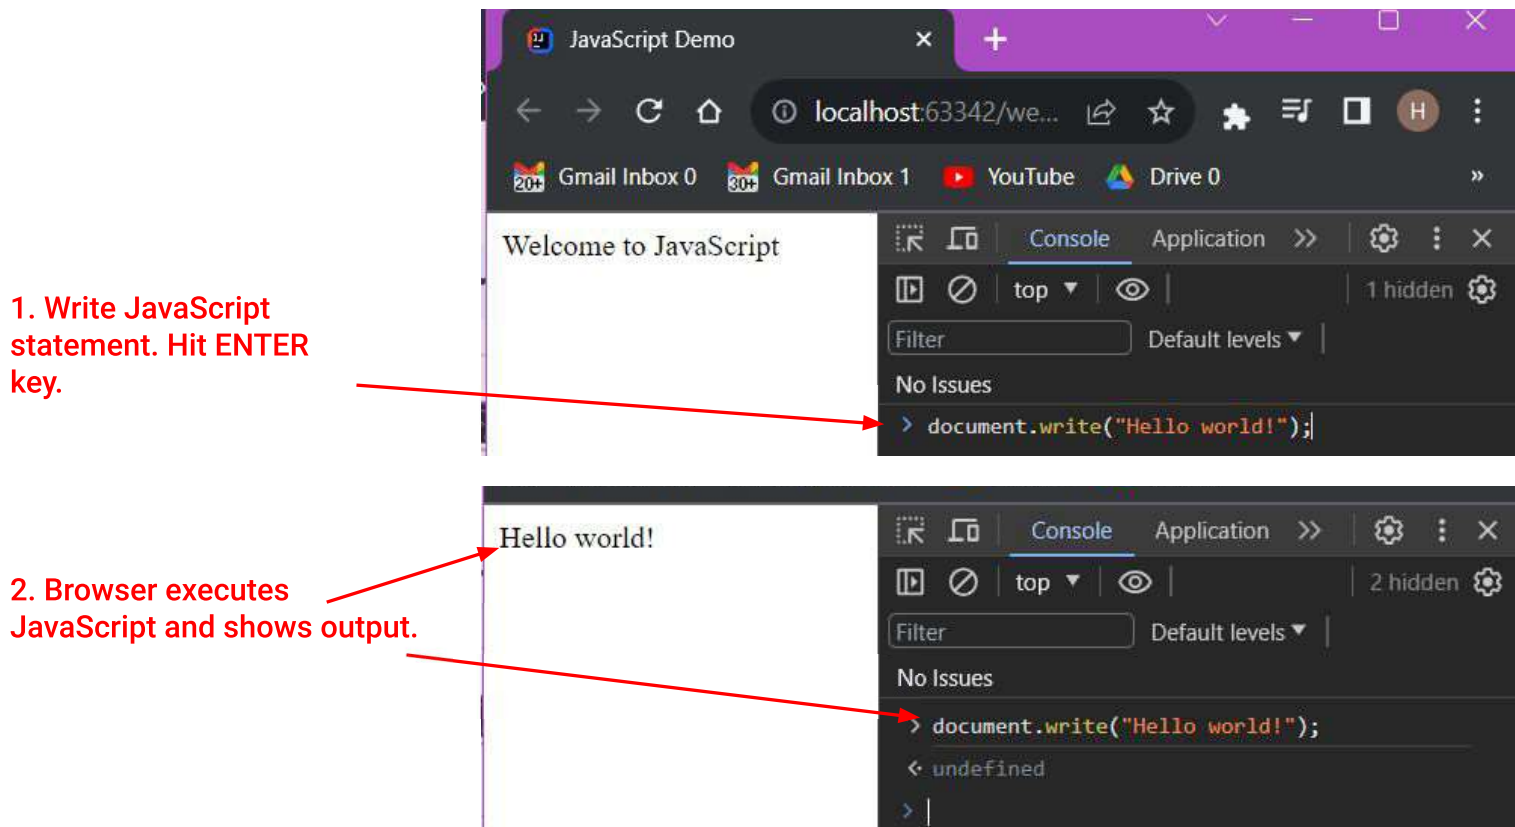 JavaScript Demo
localhost:63342/we...
H
20+ Gmail Inbox 0 30+ Gmail Inbox 1 YouTube Drive 0 »
Welcome to JavaScript
Console Application
top
1 hidden
Filter Default levels
No Issues
> document.write("Hello world!");
1. Write JavaScript
statement. Hit ENTER
key.
Hello world!
Console Application
top
2 hidden
Filter Default levels
No Issues
> document.write("Hello world!");
undefined
>
2. Browser executes
JavaScript and shows output.